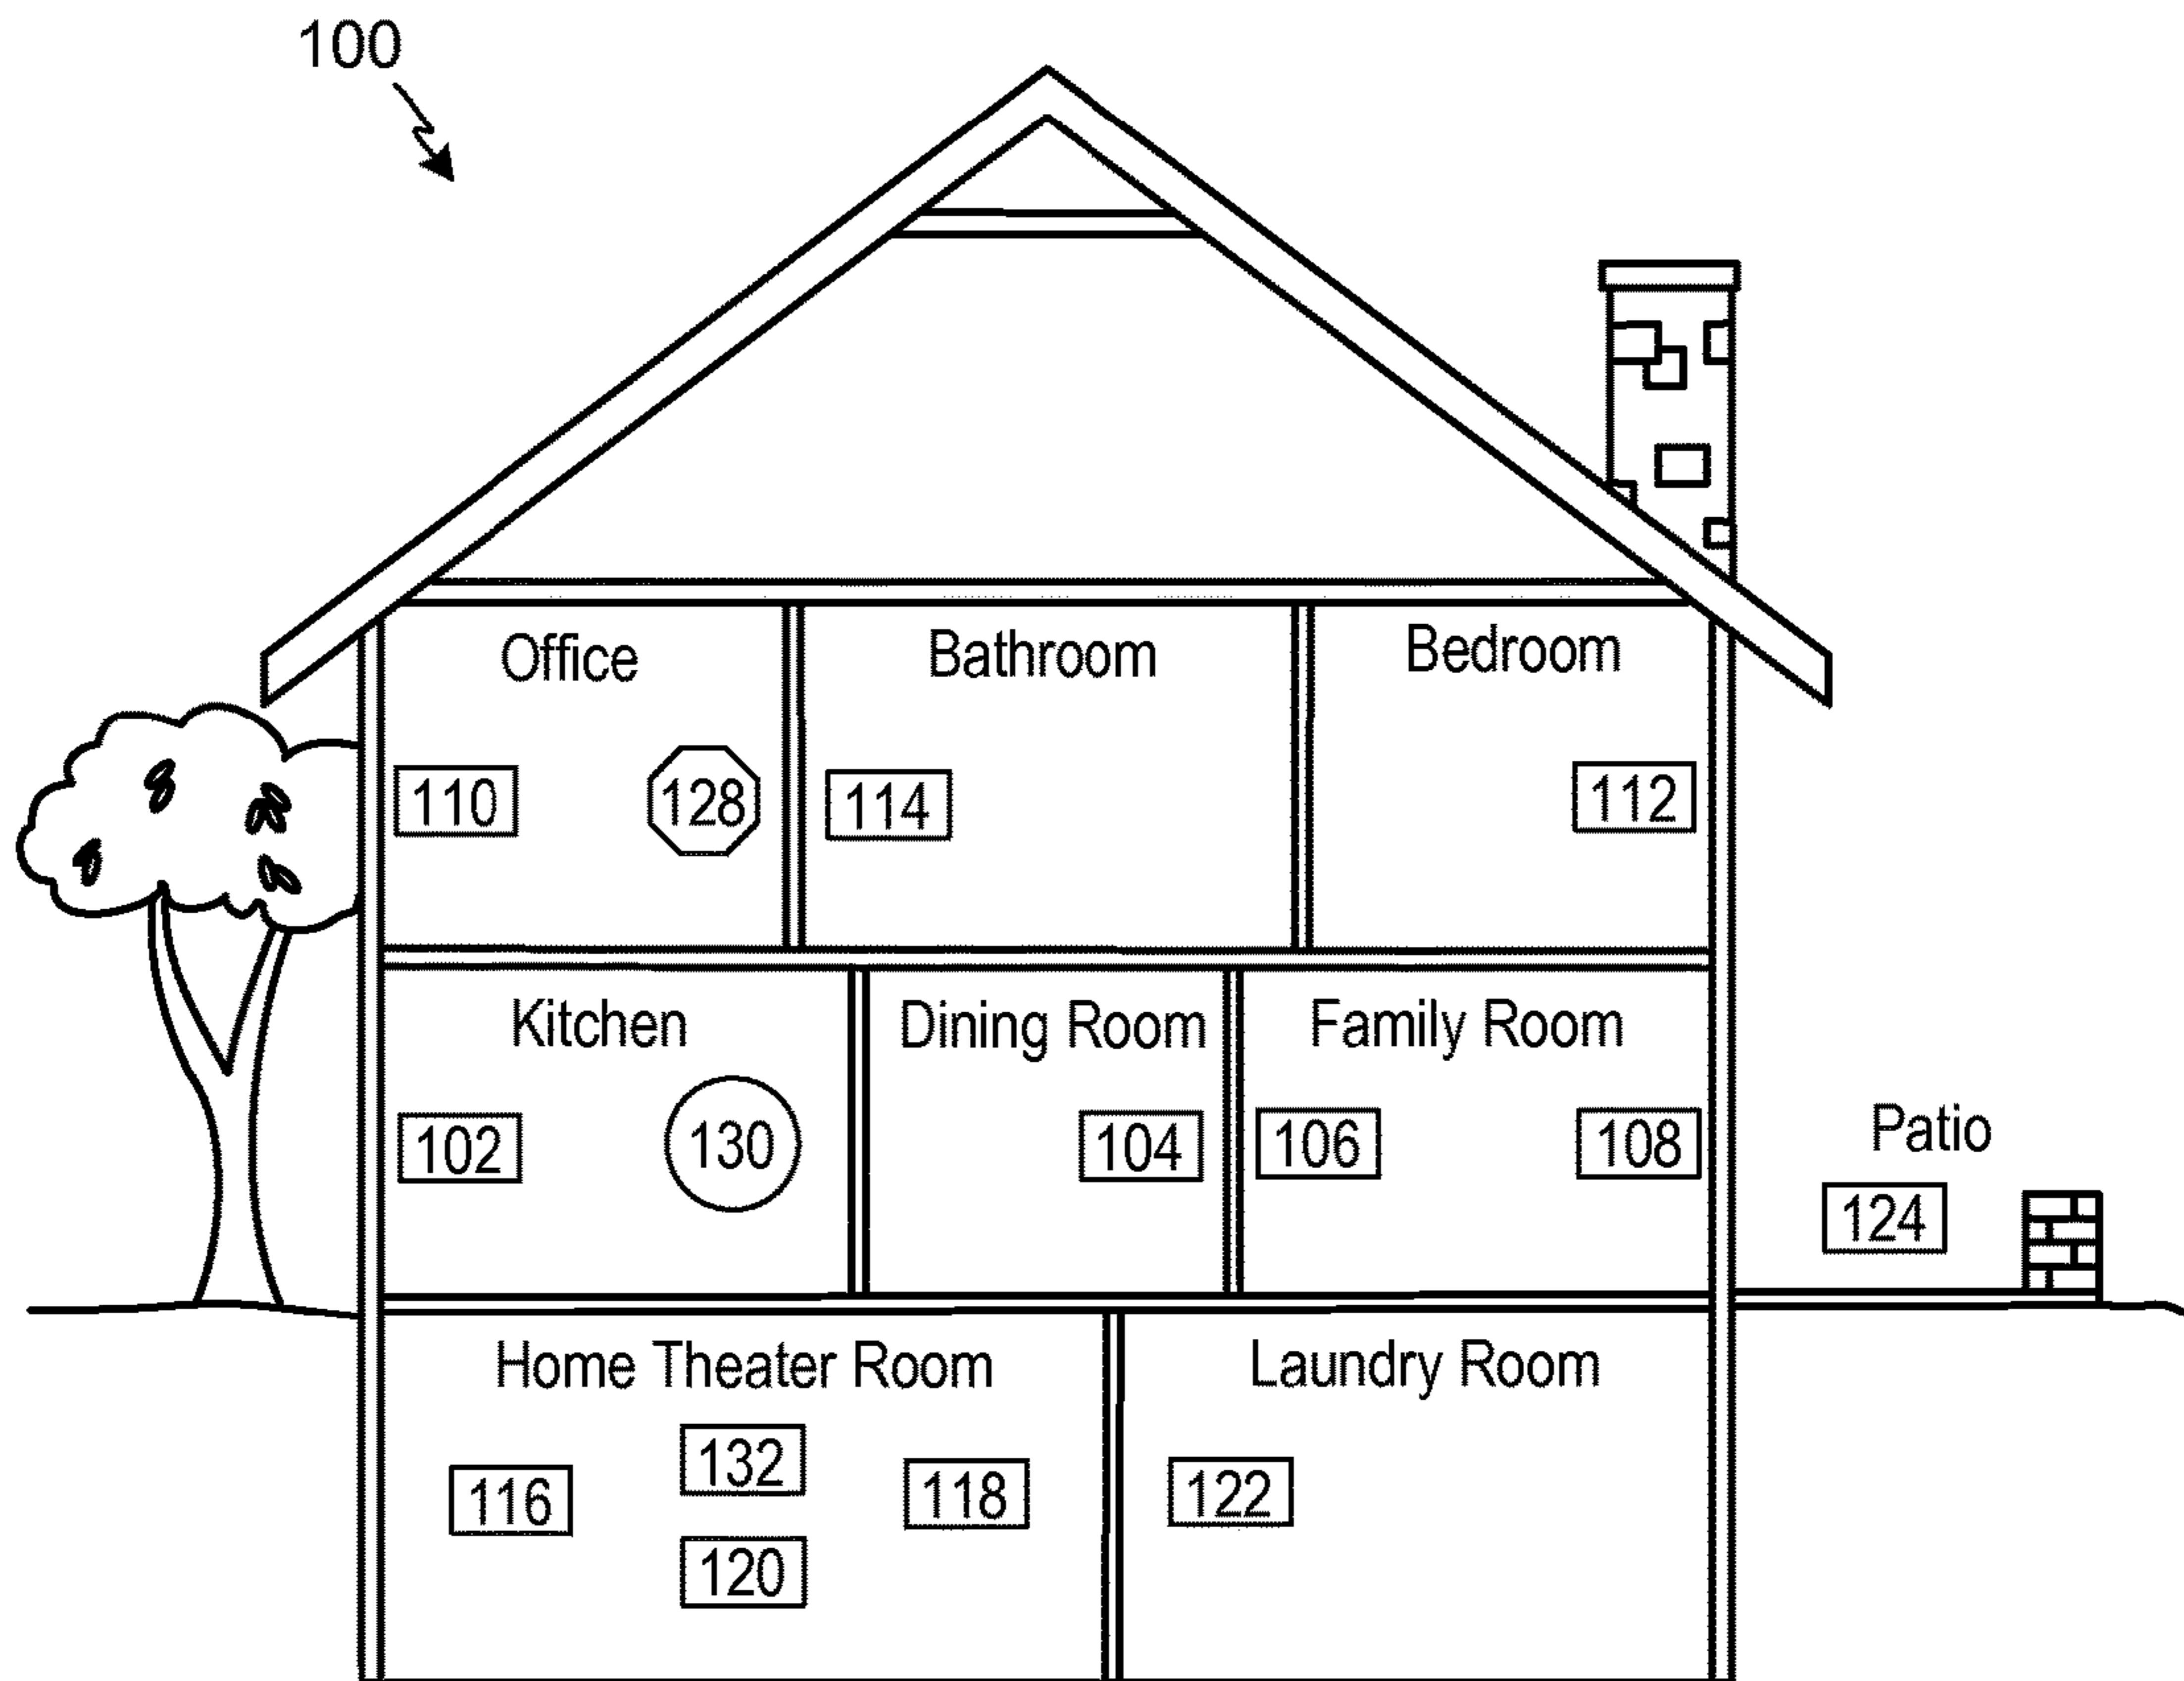 100
Office
Bathroom
Bedroom
110
128
114
112
Kitchen
Dining Room
Family Room
Patio
102
130
104
106
108
124
Home Theater Room
Laundry Room
116
132
118
122
120